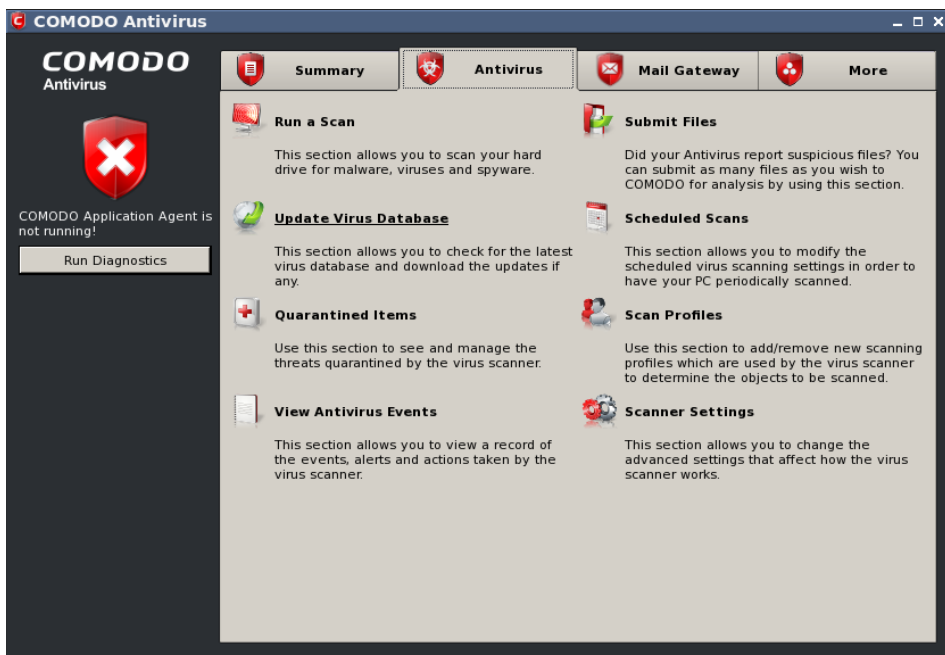 COMODO Antivirus
COMODO
Antivirus
COMODO Application Agent is
not running!
Run Diagnostics
Summary
Antivirus
Mail Gateway
More
Run a Scan
This section allows you to scan your hard
drive for malware, viruses and spyware.
Update Virus Database
This section allows you to check for the latest
virus database and download the updates if
any.
Quarantined Items
Use this section to see and manage the
threats quarantined by the virus scanner.
View Antivirus Events
This section allows you to view a record of
the events, alerts and actions taken by the
virus scanner.
Submit Files
Did your Antivirus report suspicious files? You
can submit as many files as you wish to
COMODO for analysis by using this section.
Scheduled Scans
This section allows you to modify the
scheduled virus scanning settings in order to
have your PC periodically scanned.
Scan Profiles
Use this section to add/remove new scanning
profiles which are used by the virus scanner
to determine the objects to be scanned.
Scanner Settings
This section allows you to change the
advanced settings that affect how the virus
scanner works.